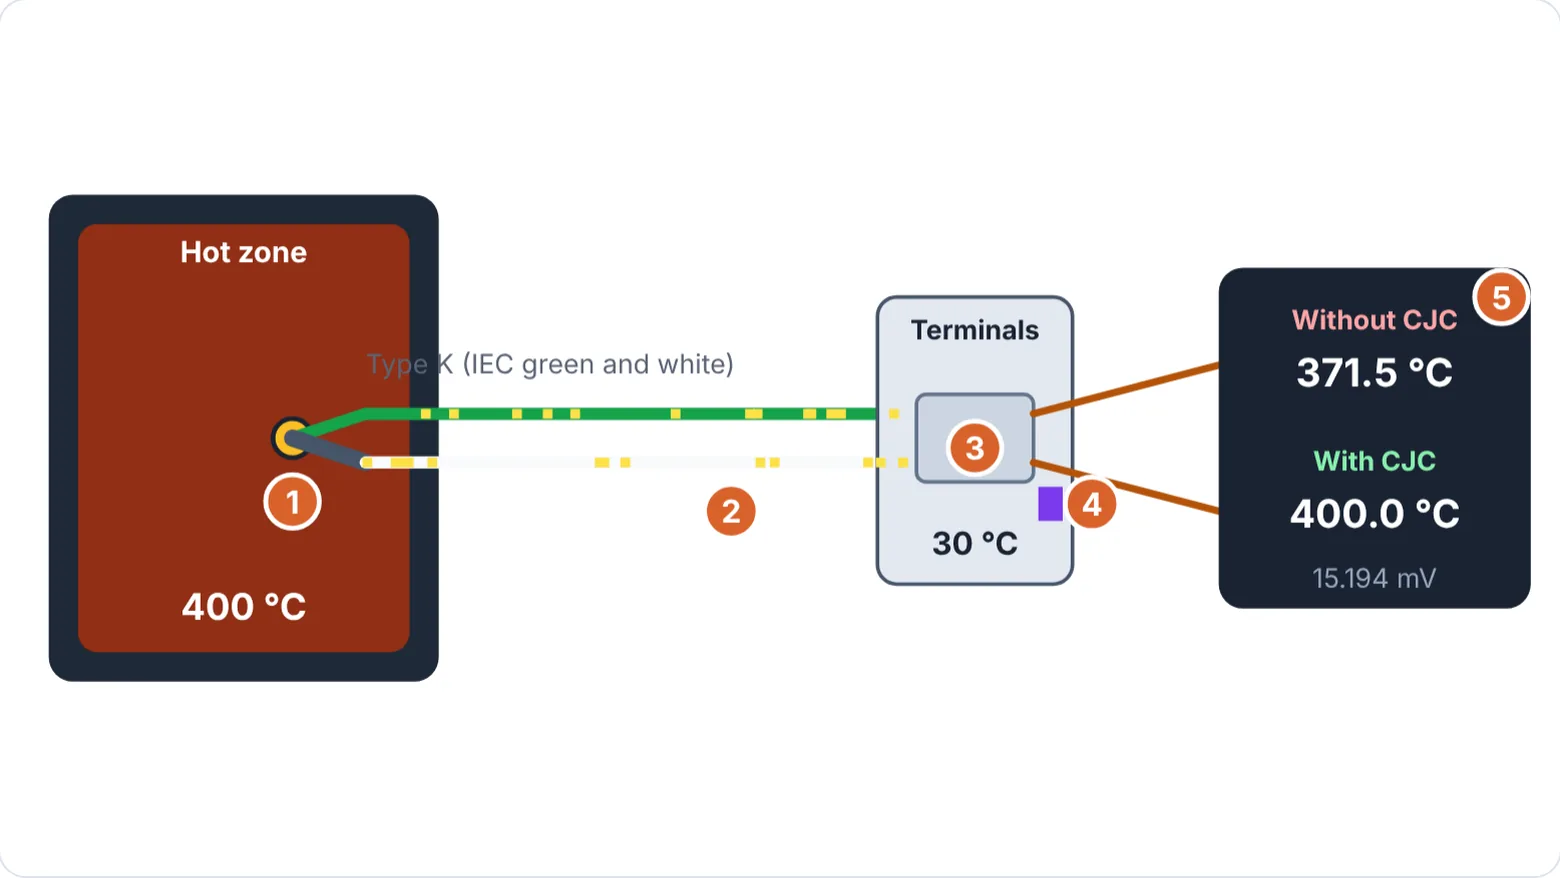 Hot zone
Type K (IEC green and white)
1
400 °C
2
Terminals
3
4
30 °C
5
Without CJC
371.5 °C
With CJC
400.0 °C
15.194 mV